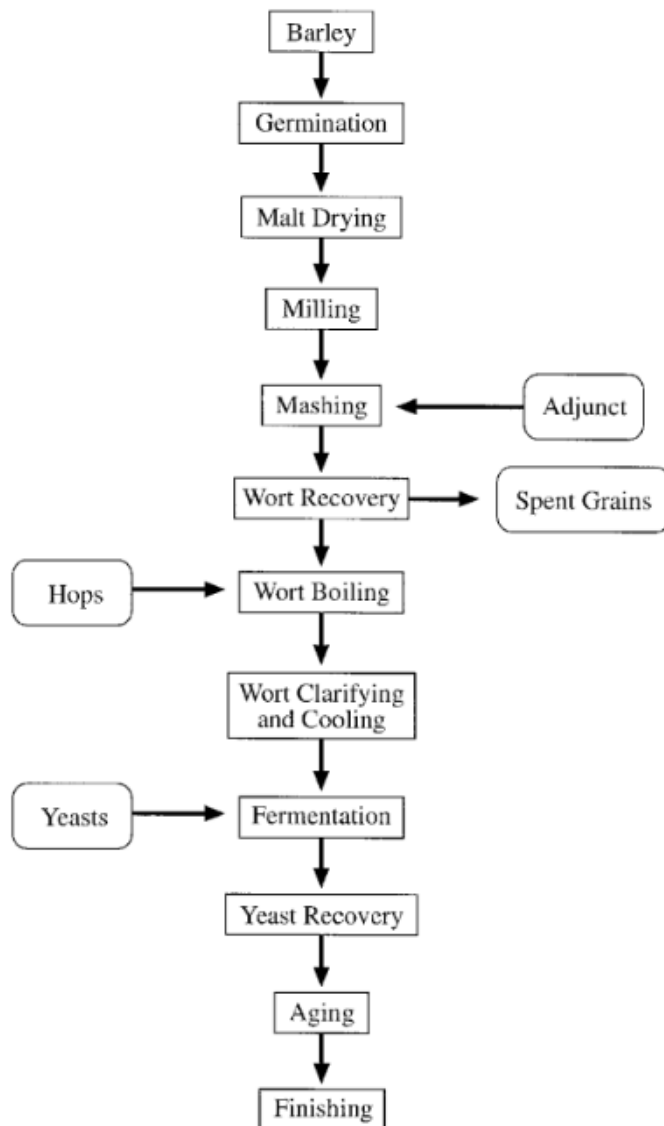 Barley
Germination
Malt Drying
Milling
Mashing
Adjunct
Wort Recovery
Spent Grains
Hops
Wort Boiling
Wort Clarifying
and Cooling
Yeasts
Fermentation
Yeast Recovery
Aging
Finishing